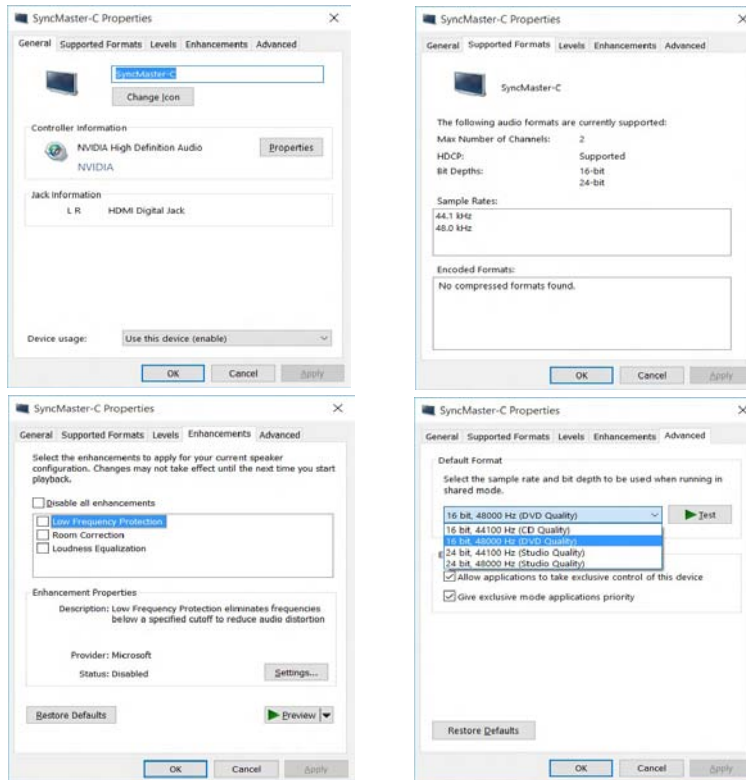 SyncMaster-C Properties
General Supported Formats Levels Enhancements Advanced
SyncMaster-C
Change Icon
Controller Information
NVIDIA High Definition Audio
Properties
NVIDIA
Jack Information
L R HDMI Digital Jack
Device usage: Use this device (enable)
OK Cancel Apply
SyncMaster-C Properties
General Supported Formats Levels Enhancements Advanced
SyncMaster-C
The following audio formats are currently supported:
Max Number of Channels: 2
HDCP: Supported
Bit Depths: 16-bit
24-bit
Sample Rates:
44.1 kHz
48.0 kHz
Encoded Formats:
No compressed formats found.
OK Cancel Apply
SyncMaster-C Properties
General Supported Formats Levels Enhancements Advanced
Select the enhancements to apply for your current speaker
configuration. Changes may not take effect until the next time you start
playback.
Disable all enhancements
Low Frequency Protection
Room Correction
Loudness Equalization
Enhancement Properties
Description: Low Frequency Protection eliminates frequencies
below a specified cutoff to reduce audio distortion
Provider: Microsoft
Status: Disabled
Settings...
Restore Defaults
Preview
OK Cancel Apply
SyncMaster-C Properties
General Supported Formats Levels Enhancements Advanced
Default Format
Select the sample rate and bit depth to be used when running in
shared mode.
16 bit, 48000 Hz (DVD Quality)
Test
16 bit, 44100 Hz (CD Quality)
16 bit, 48000 Hz (DVD Quality)
24 bit, 44100 Hz (Studio Quality)
24 bit, 48000 Hz (Studio Quality)
Allow applications to take exclusive control of this device
Give exclusive mode applications priority
Restore Defaults
OK Cancel Apply